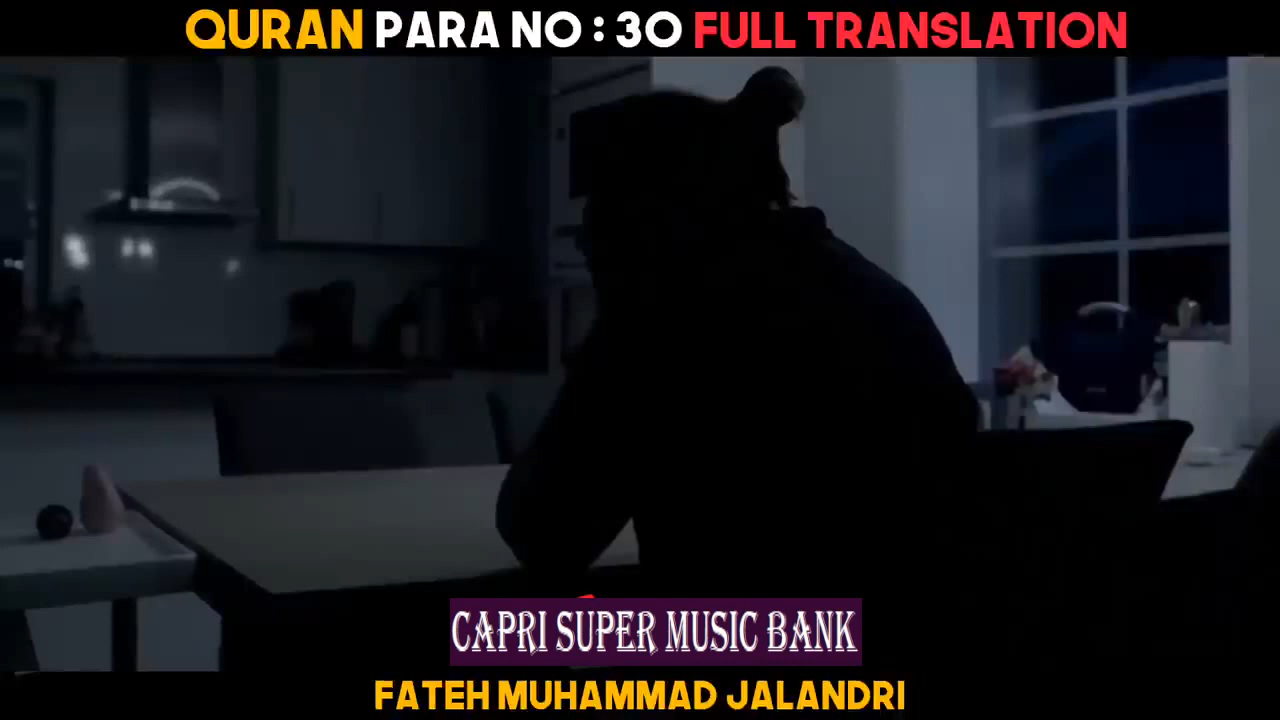 QURAN PARA NO : 30 FULL TRANSLATION
CAPRI SUPER MUSIC BANK
FATEH MUHAMMAD JALANDRI